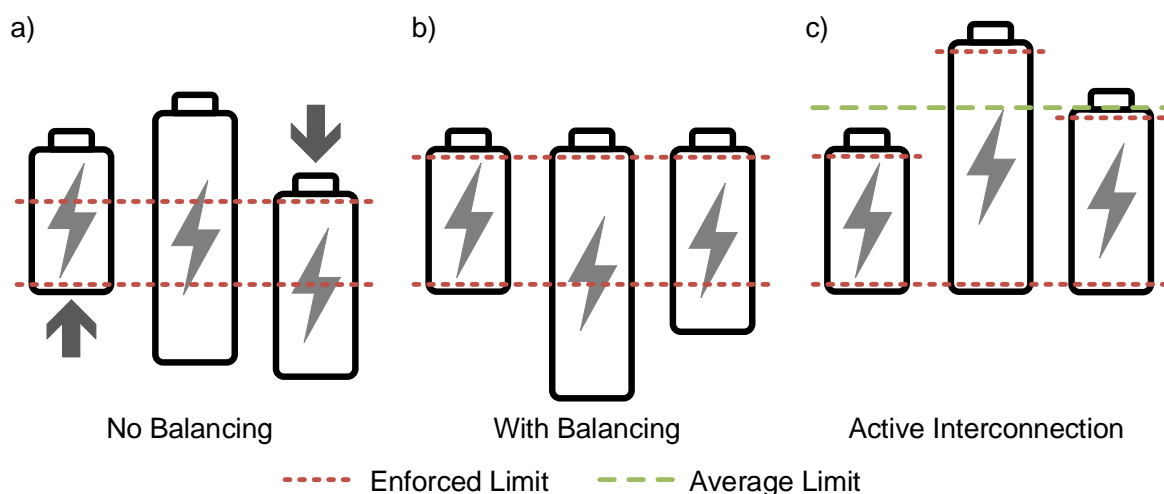 a)
b)
c)
No Balancing
With Balancing
Active Interconnection
Enforced Limit
Average Limit